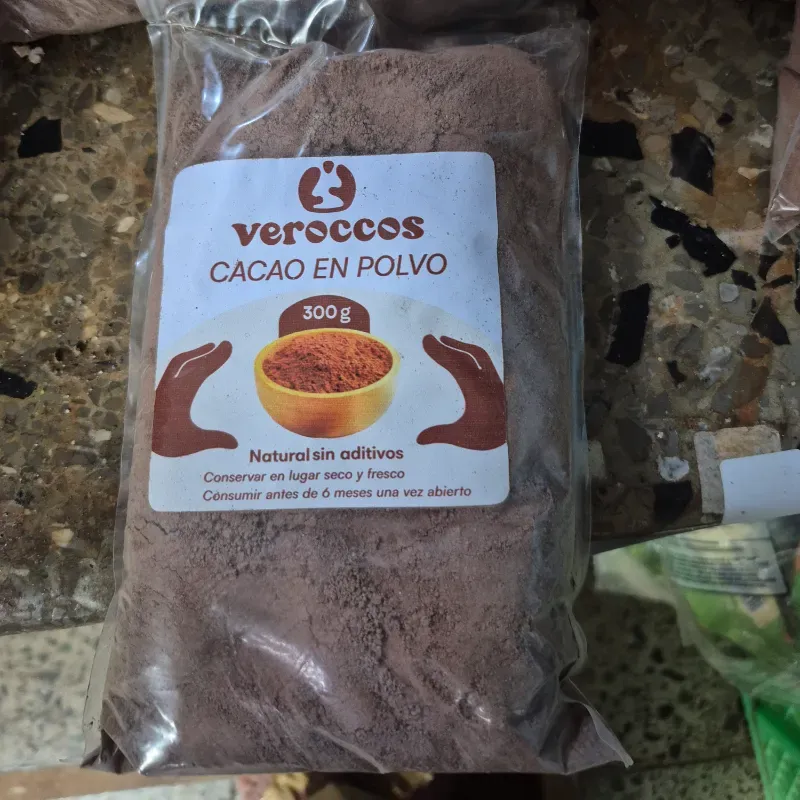 veroccos
CACAO EN POLVO
300 g
Natural sin aditivos
Conservar en lugar seco y fresco
Consumir antes de 6 meses una vez abierto